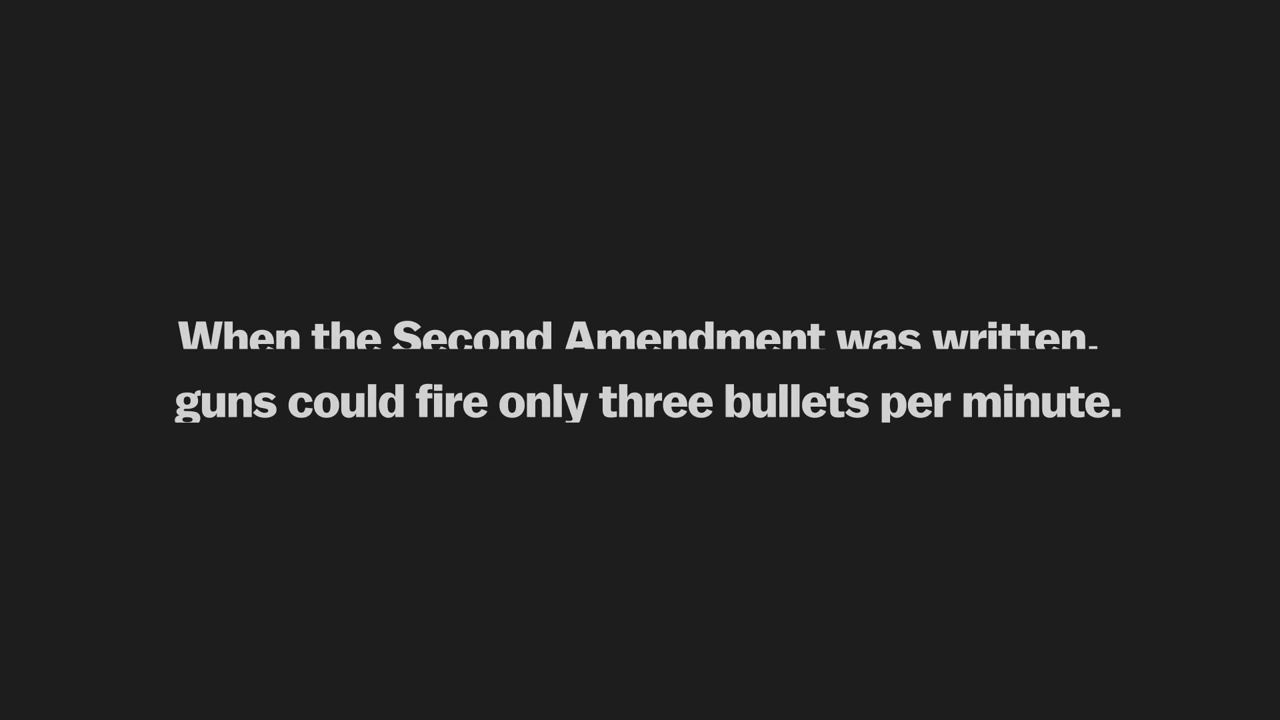 When the Second Amendment was written,
guns could fire only three bullets per minute.